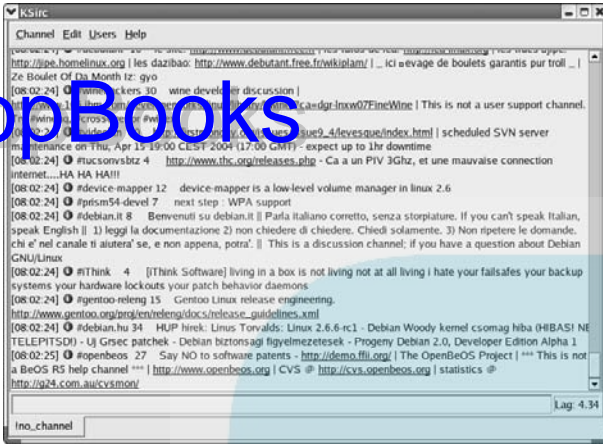 KSirc
Channel Edit Users Help
http://jipe.homelinux.org | les dazibao: http://www.debutant.free.fr/wikiplam/ | _ ici ¤evage de boulets garantis pur troll _ |
Ze Boulet Of Da Month Iz: gyo
[08:02:24] 30 wine developer discussion |
?ca=dgr-lnxw07FineWine | This is not a user support channel.
opBooks
sue9_4/levesque/index.html | scheduled SVN server
maintenance on Thu, Apr 15 19:00 CEST 2004 (17:00 GMT) - expect up to 1hr downtime
[08:02:24] #tucsonvsbtz 4 http://www.thc.org/releases.php - Ca a un PIV 3Ghz, et une mauvaise connection
internet....HA HA HA!!!
[08:02:24] #device-mapper 12 device-mapper is a low-level volume manager in linux 2.6
[08:02:24] #prism54-devel 7 next step : WPA support
[08:02:24] #debian.it 8 Benvenuti su debian.it || Parla italiano corretto, senza storpiature. If you can't speak Italian,
speak English || 1) leggi la documentazione 2) non chiedere di chiedere. Chiedi solamente. 3) Non ripetere le domande.
chi e' nel canale ti aiutera' se, e non appena, potra'. || This is a discussion channel; if you have a question about Debian
GNU/Linux
[08:02:24] #iThink 4 [iThink Software] living in a box is not living not at all living i hate your failsafes your backup
systems your hardware lockouts your patch behavior daemons
[08:02:24] #gentoo-releng 15 Gentoo Linux release engineering.
http://www.gentoo.org/proj/en/releng/docs/release_guidelines.xml
[08:02:24] #debian.hu 34 HUP hirek: Linus Torvalds: Linux 2.6.6-rc1 - Debian Woody kernel csomag hiba (HIBAS! NE
TELEPITSD!) - Uj Grsec patchek - Debian biztonsagi figyelmezetesek - Progeny Debian 2.0, Developer Edition Alpha 1
[08:02:25] #openbeos 27 Say NO to software patents - http://demo.ffii.org/ | The OpenBeOS Project | *** This is not
a BeOS R5 help channel *** | http://www.openbeos.org | CVS @ http://cvs.openbeos.org | statistics @
http://g24.com.au/cvsmon/
Lag: 4.34
!no_channel